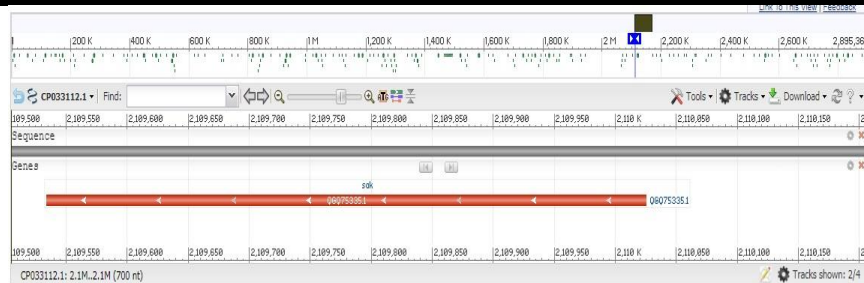 Link To This View | Feedback
200 K 400 K 600 K 800 K 1 M 1,200 K 1,400 K 1,600 K 1,800 K 2 M 2,200 K 2,400 K 2,600 K 2,895,36
CP033112.1 Find: ATG Tools Tracks Download ?
109,500 2,109,550 2,109,600 2,109,650 2,109,700 2,109,750 2,109,800 2,109,850 2,109,900 2,109,950 2,110 K 2,110,050 2,110,100 2,110,150
Sequence
Genes
sak
QGQ75335.1 QGQ75335.1
109,500 2,109,550 2,109,600 2,109,650 2,109,700 2,109,750 2,109,800 2,109,850 2,109,900 2,109,950 2,110 K 2,110,050 2,110,100 2,110,150
CP033112.1: 2.1M..2.1M (700 nt) Tracks shown: 2/4